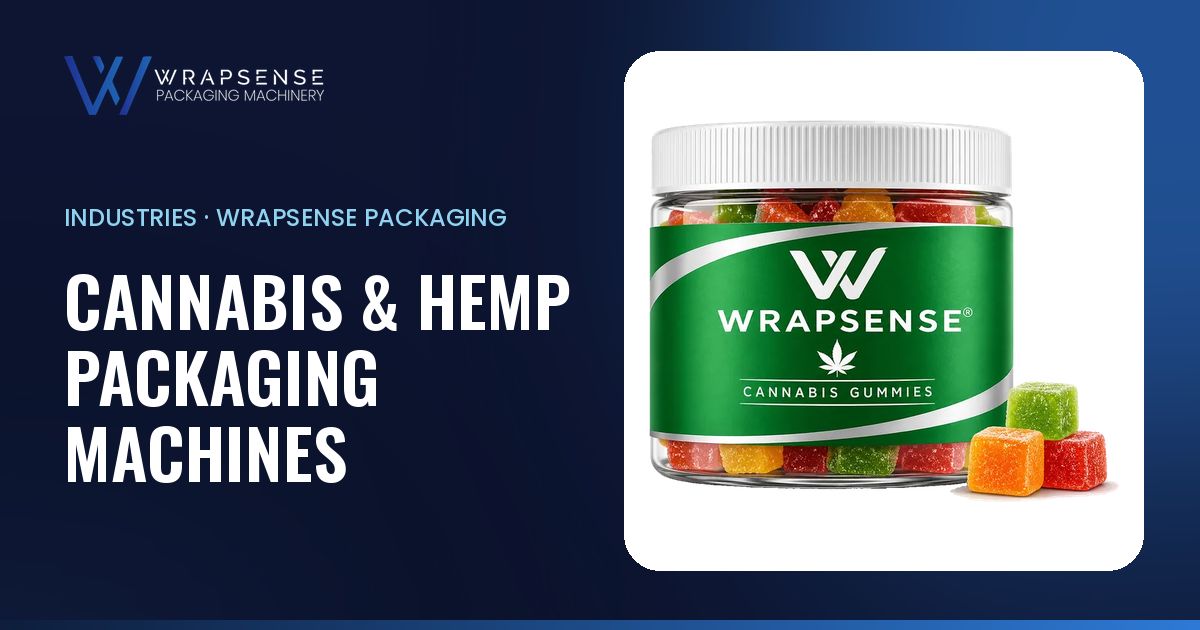 WRAPSENSE
PACKAGING MACHINERY
INDUSTRIES · WRAPSENSE PACKAGING
CANNABIS & HEMP
PACKAGING
MACHINES
W
WRAPSENSE®
CANNABIS GUMMIES